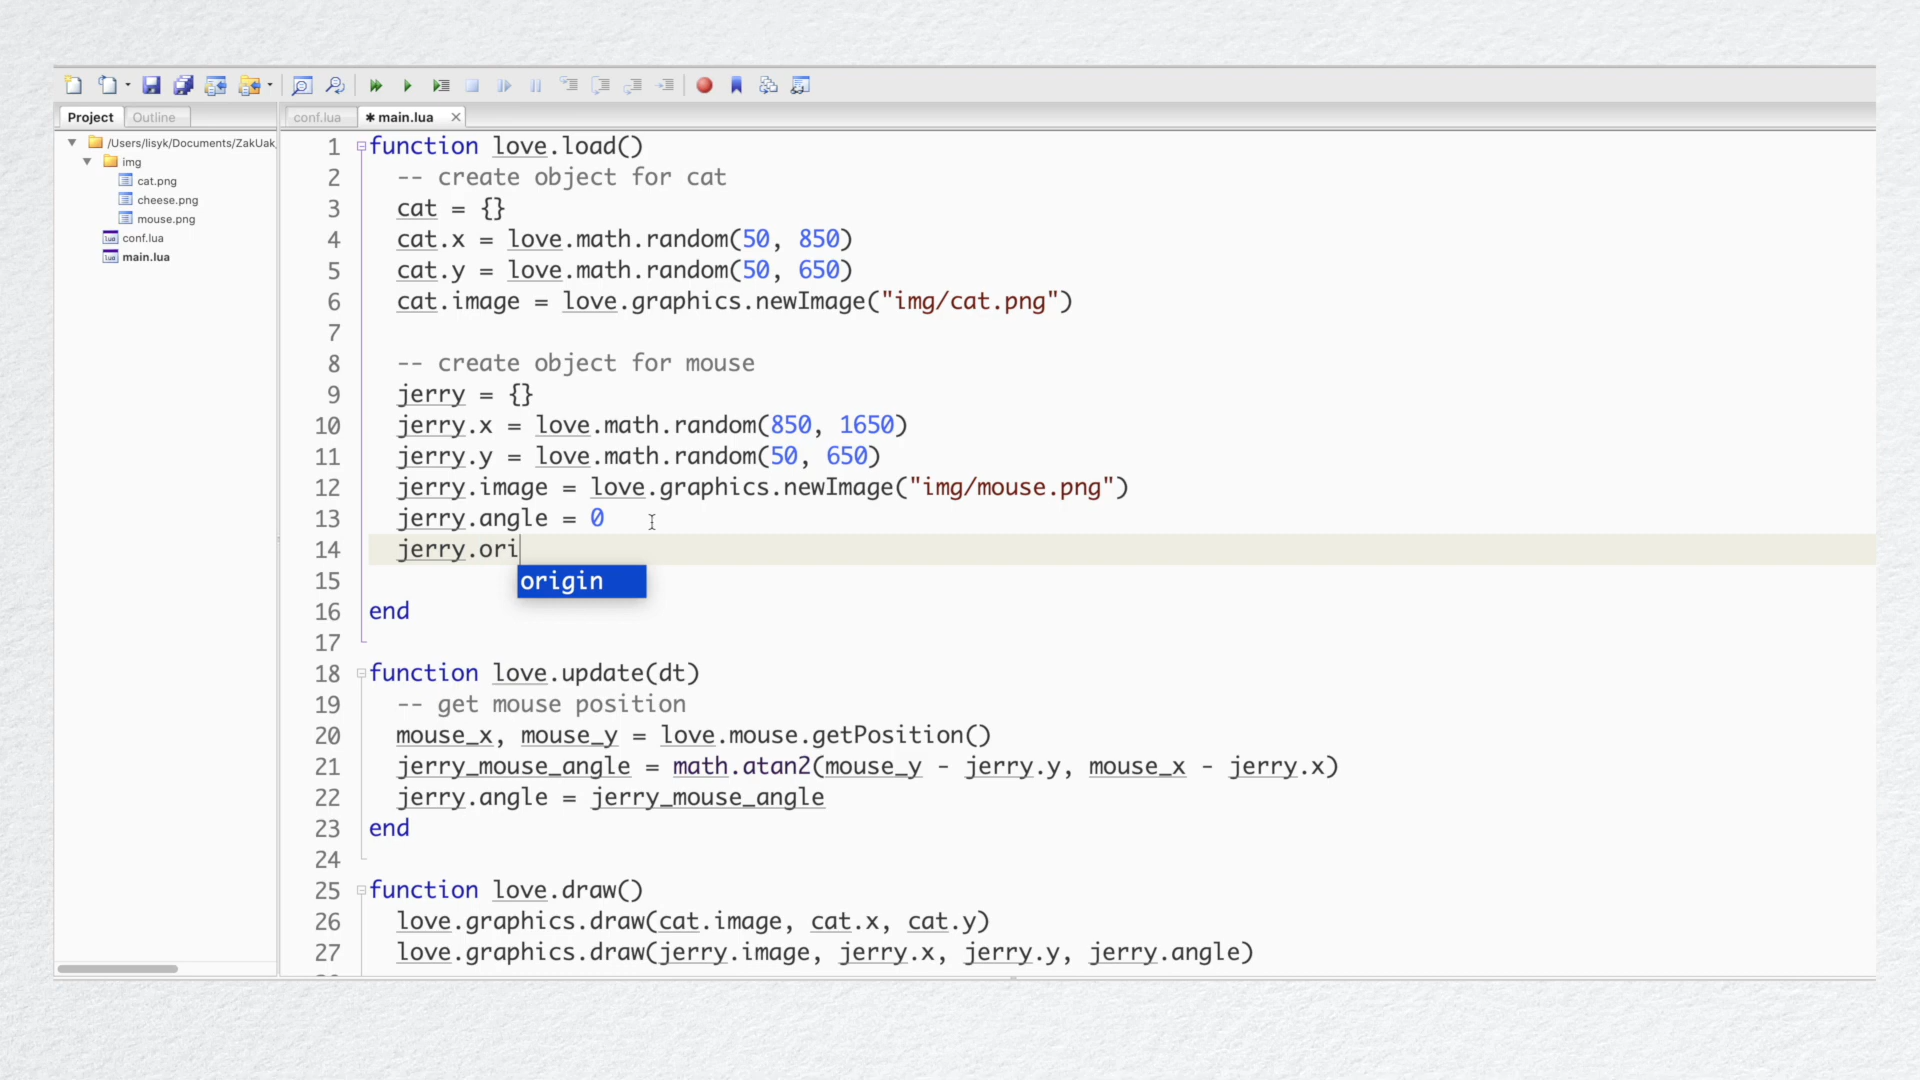 Project Outline
conf.lua
✱ main.lua
/Users/lisyk/Documents/ZakUak
img
cat.png
cheese.png
mouse.png
conf.lua
main.lua
1 function love.load()
2 -- create object for cat
3 cat = {}
4 cat.x = love.math.random(50, 850)
5 cat.y = love.math.random(50, 650)
6 cat.image = love.graphics.newImage("img/cat.png")
7
8 -- create object for mouse
9 jerry = {}
10 jerry.x = love.math.random(850, 1650)
11 jerry.y = love.math.random(50, 650)
12 jerry.image = love.graphics.newImage("img/mouse.png")
13 jerry.angle = 0
14 jerry.ori
15 origin
16 end
17
18 function love.update(dt)
19 -- get mouse position
20 mouse_x, mouse_y = love.mouse.getPosition()
21 jerry_mouse_angle = math.atan2(mouse_y - jerry.y, mouse_x - jerry.x)
22 jerry.angle = jerry_mouse_angle
23 end
24
25 function love.draw()
26 love.graphics.draw(cat.image, cat.x, cat.y)
27 love.graphics.draw(jerry.image, jerry.x, jerry.y, jerry.angle)